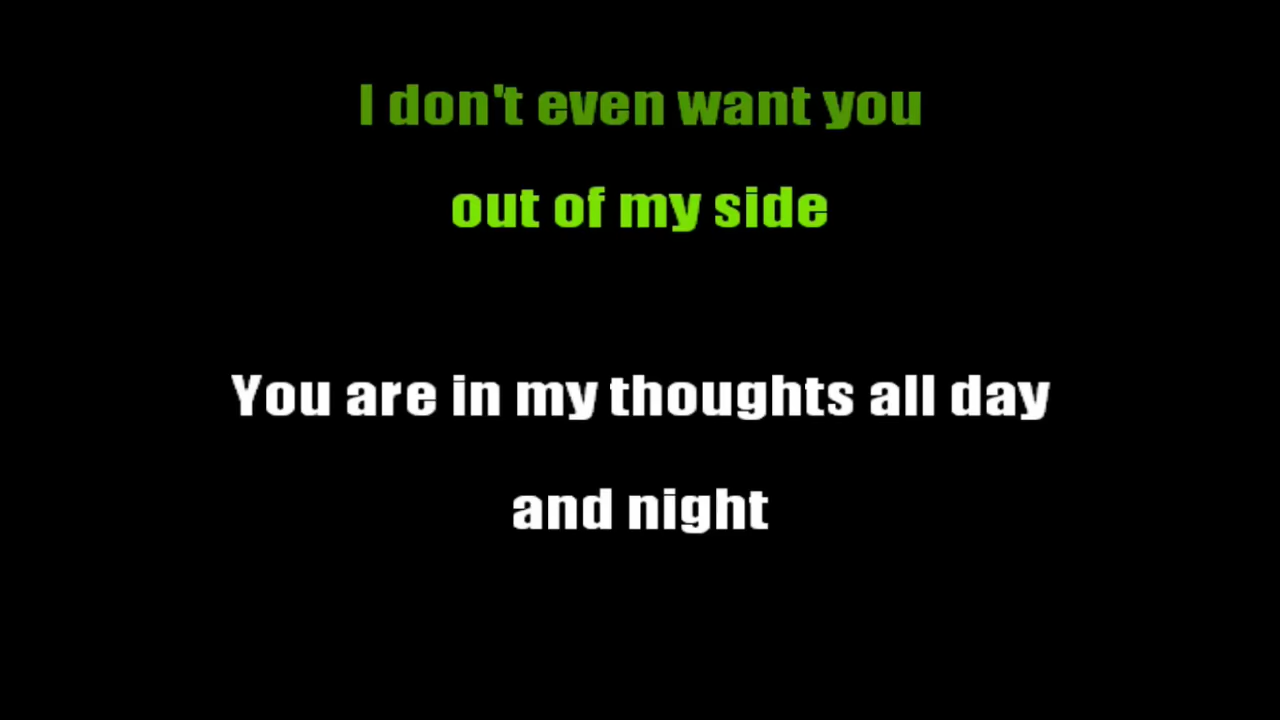 I don't even want you
out of my side
You are in my thoughts all day
and night